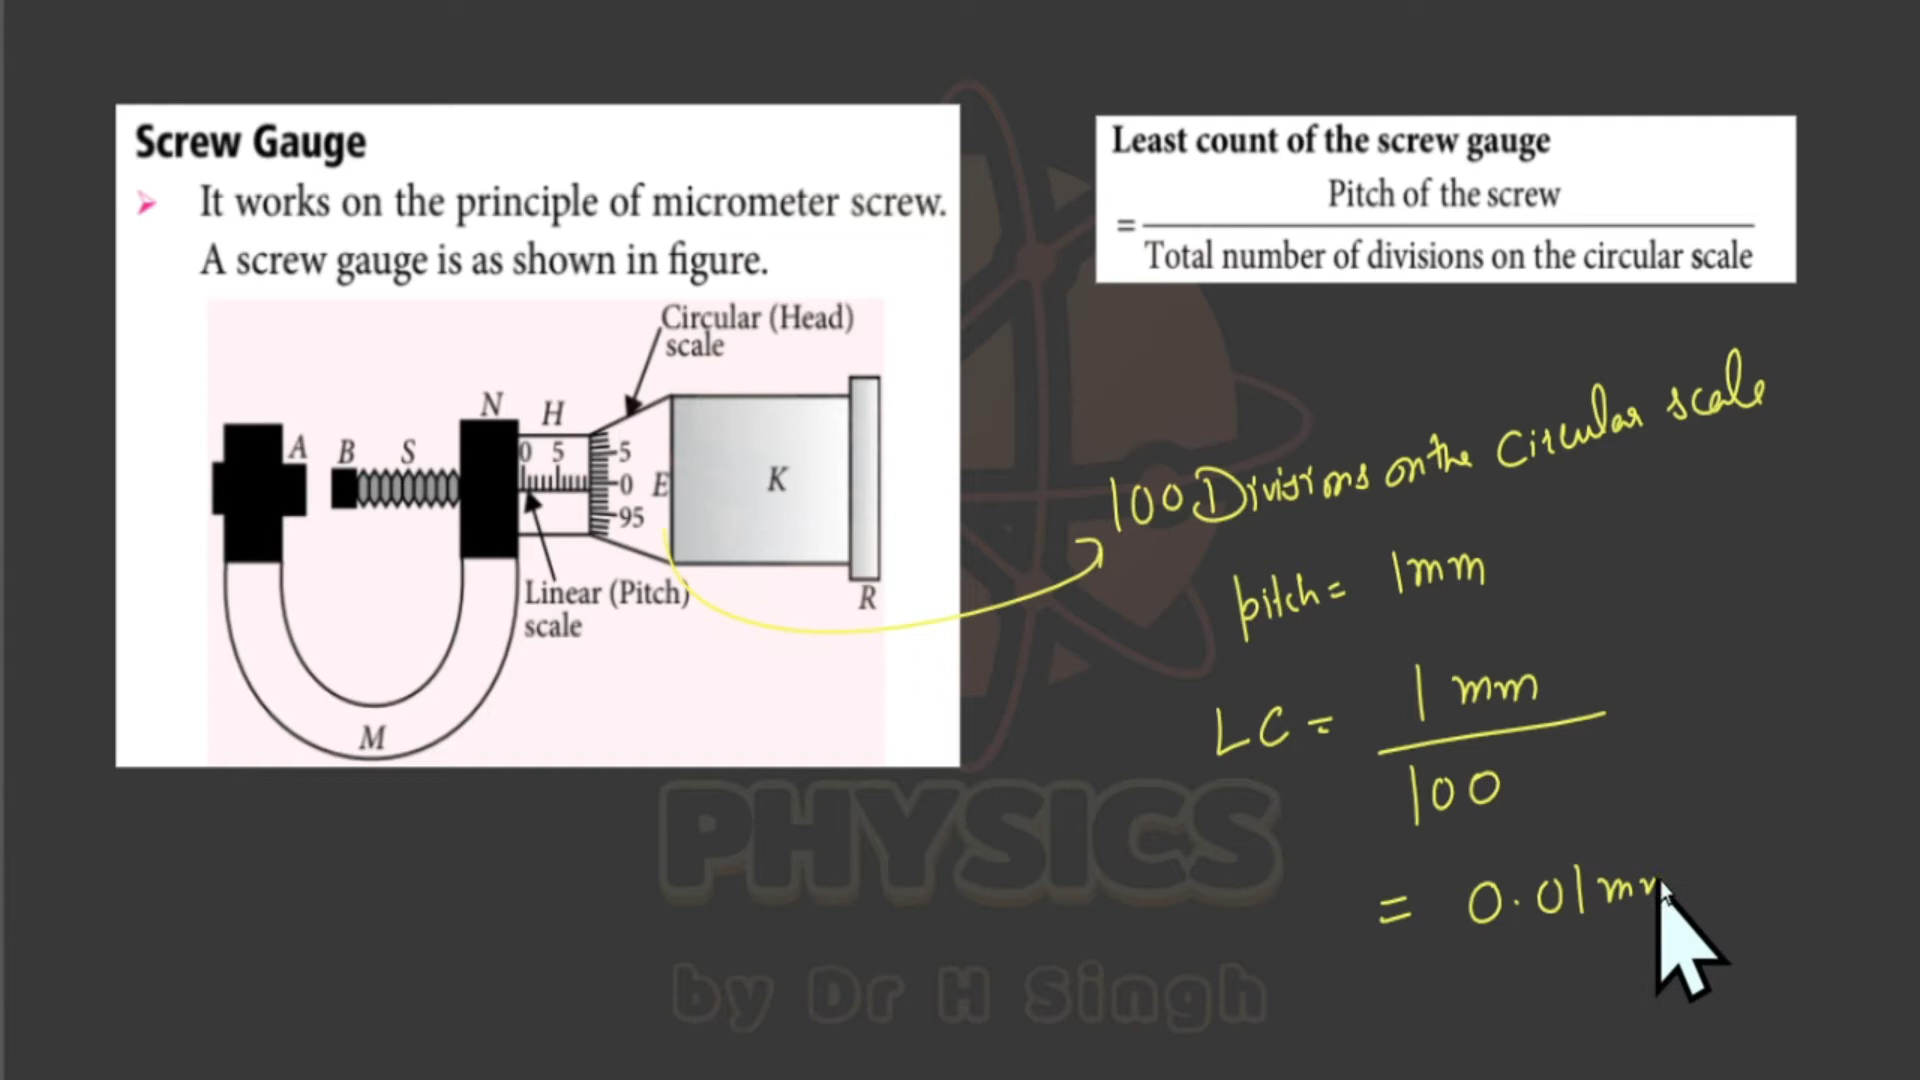 Screw Gauge
➤ It works on the principle of micrometer screw.
A screw gauge is as shown in figure.
Circular (Head)
scale
N
H
A
B
S
0 5
5
0
95
E
K
Linear (Pitch)
scale
R
M
Least count of the screw gauge
Pitch of the screw
=
Total number of divisions on the circular scale
100 Divisions on the Circular scale
pitch = 1mm
LC = 1 mm
100
= 0.01mm
PHYSICS
by Dr H Singh